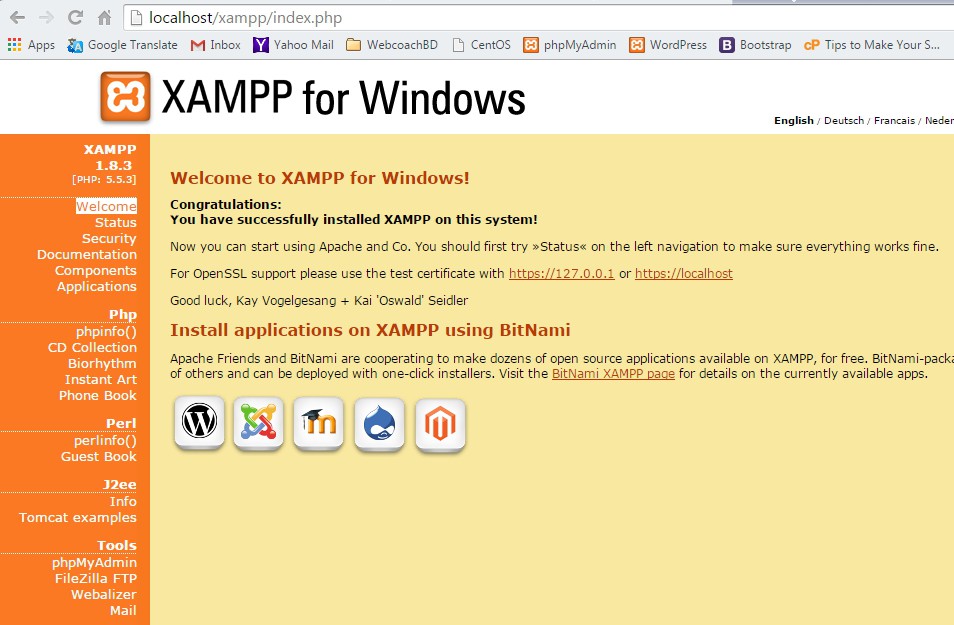 localhost/xampp/index.php
Apps Google Translate Inbox Yahoo Mail WebcoachBD CentOS phpMyAdmin WordPress Bootstrap Tips to Make Your S...
XAMPP for Windows
English / Deutsch / Francais / Neder
XAMPP
1.8.3
[PHP: 5.5.3]
Welcome
Status
Security
Documentation
Components
Applications
Php
phpinfo()
CD Collection
Biorhythm
Instant Art
Phone Book
Perl
perlinfo()
Guest Book
J2ee
Info
Tomcat examples
Tools
phpMyAdmin
FileZilla FTP
Webalizer
Mail
Welcome to XAMPP for Windows!
Congratulations:
You have successfully installed XAMPP on this system!
Now you can start using Apache and Co. You should first try »Status« on the left navigation to make sure everything works fine.
For OpenSSL support please use the test certificate with https://127.0.0.1 or https://localhost
Good luck, Kay Vogelgesang + Kai 'Oswald' Seidler
Install applications on XAMPP using BitNami
Apache Friends and BitNami are cooperating to make dozens of open source applications available on XAMPP, for free. BitNami-packa
of others and can be deployed with one-click installers. Visit the BitNami XAMPP page for details on the currently available apps.